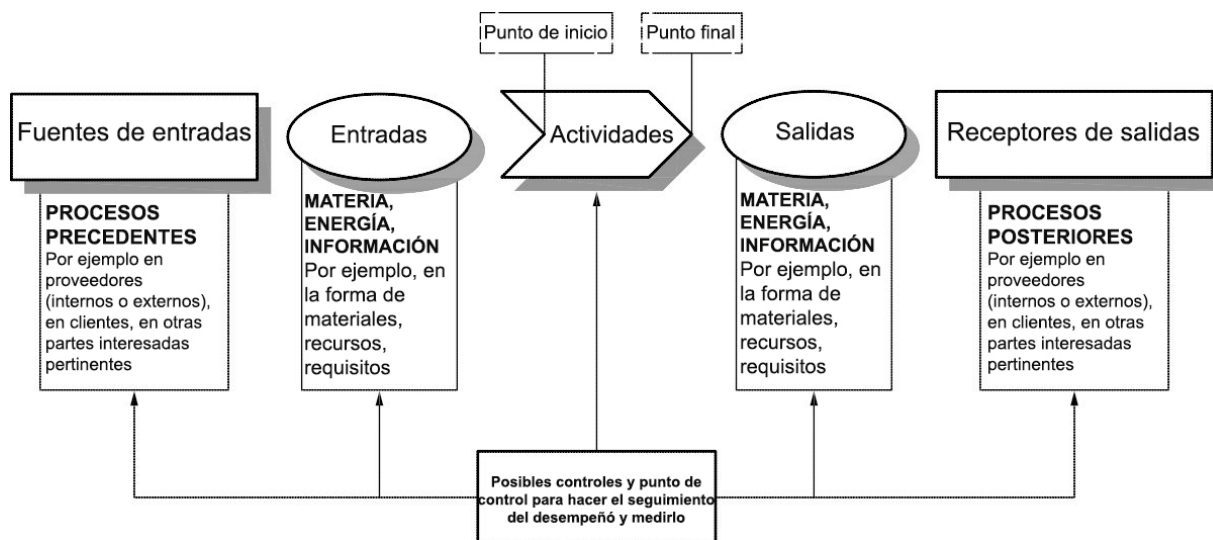 Punto de inicio
Punto final
Fuentes de entradas
Entradas
Actividades
Salidas
Receptores de salidas
PROCESOS
PRECEDENTES
Por ejemplo en
proveedores
(internos o externos),
en clientes, en otras
partes interesadas
pertinentes
MATERIA,
ENERGÍA,
INFORMACIÓN
Por ejemplo, en
la forma de
materiales,
recursos,
requisitos
MATERIA,
ENERGÍA,
INFORMACIÓN
Por ejemplo, en
la forma de
materiales,
recursos,
requisitos
PROCESOS
POSTERIORES
Por ejemplo en
proveedores
(internos o externos),
en clientes, en otras
partes interesadas
pertinentes
Posibles controles y punto de
control para hacer el seguimiento
del desempeñó y medirlo